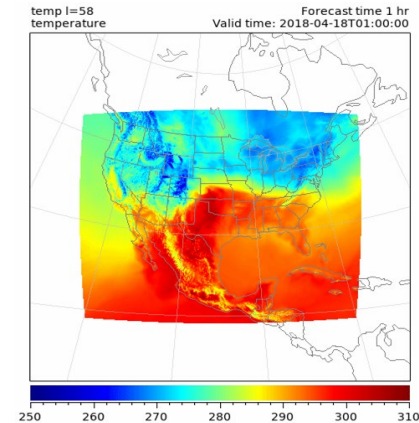 temp l=58 Forecast time 1 hr
temperature Valid time: 2018-04-18T01:00:00
250 260 270 280 290 300 310